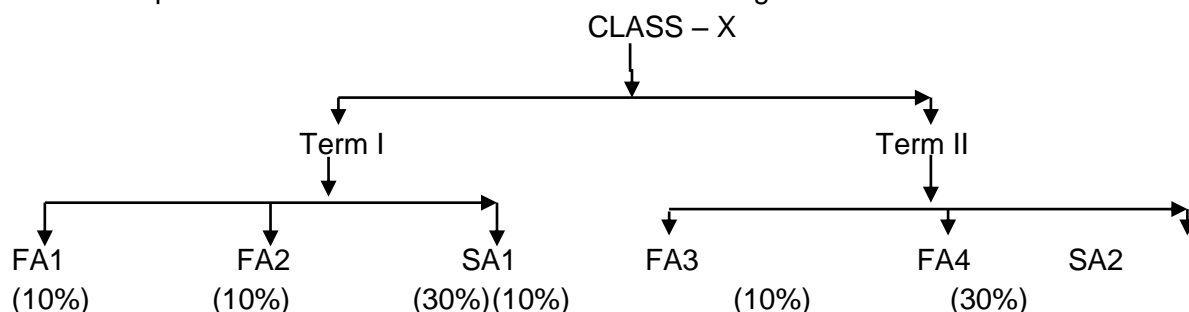 CLASS – X
Term I Term II
FA1 FA2 SA1 FA3 FA4 SA2
(10%) (10%) (30%)(10%) (10%) (30%)